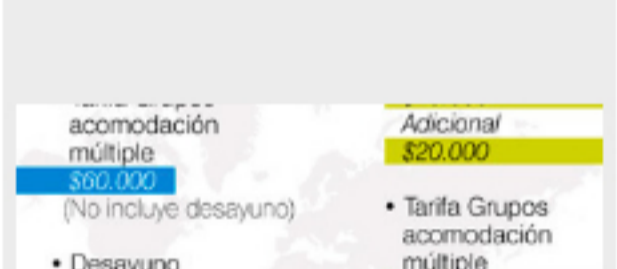 acomodación
múltiple
$60.000
(No incluye desayuno)
• Desayuno
Adicional
$20.000
• Tarifa Grupos
acomodación
múltiple